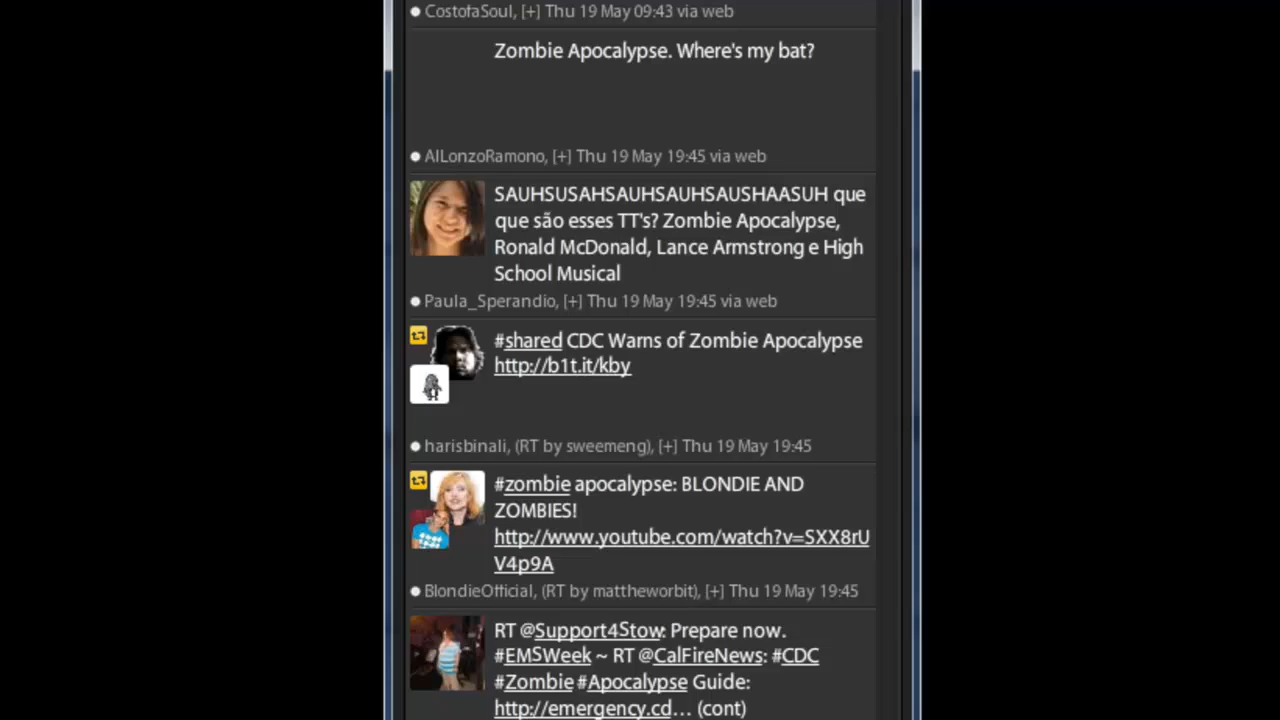 CostofaSoul, [+] Thu 19 May 09:43 via web
Zombie Apocalypse. Where's my bat?
AlLonzoRamono, [+] Thu 19 May 19:45 via web
SAUHSUSAHSAUHSAUHSAUSHAASUH que
que são esses TT's? Zombie Apocalypse,
Ronald McDonald, Lance Armstrong e High
School Musical
Paula_Sperandio, [+] Thu 19 May 19:45 via web
#shared CDC Warns of Zombie Apocalypse
http://b1t.it/kby
harisbinali, (RT by sweemeng), [+] Thu 19 May 19:45
#zombie apocalypse: BLONDIE AND
ZOMBIES!
http://www.youtube.com/watch?v=SXX8rU
V4p9A
BlondieOfficial, (RT by mattheworbit), [+] Thu 19 May 19:45
RT @Support4Stow: Prepare now.
#EMSWeek ~ RT @CalFireNews: #CDC
#Zombie #Apocalypse Guide:
http://emergency.cd… (cont)